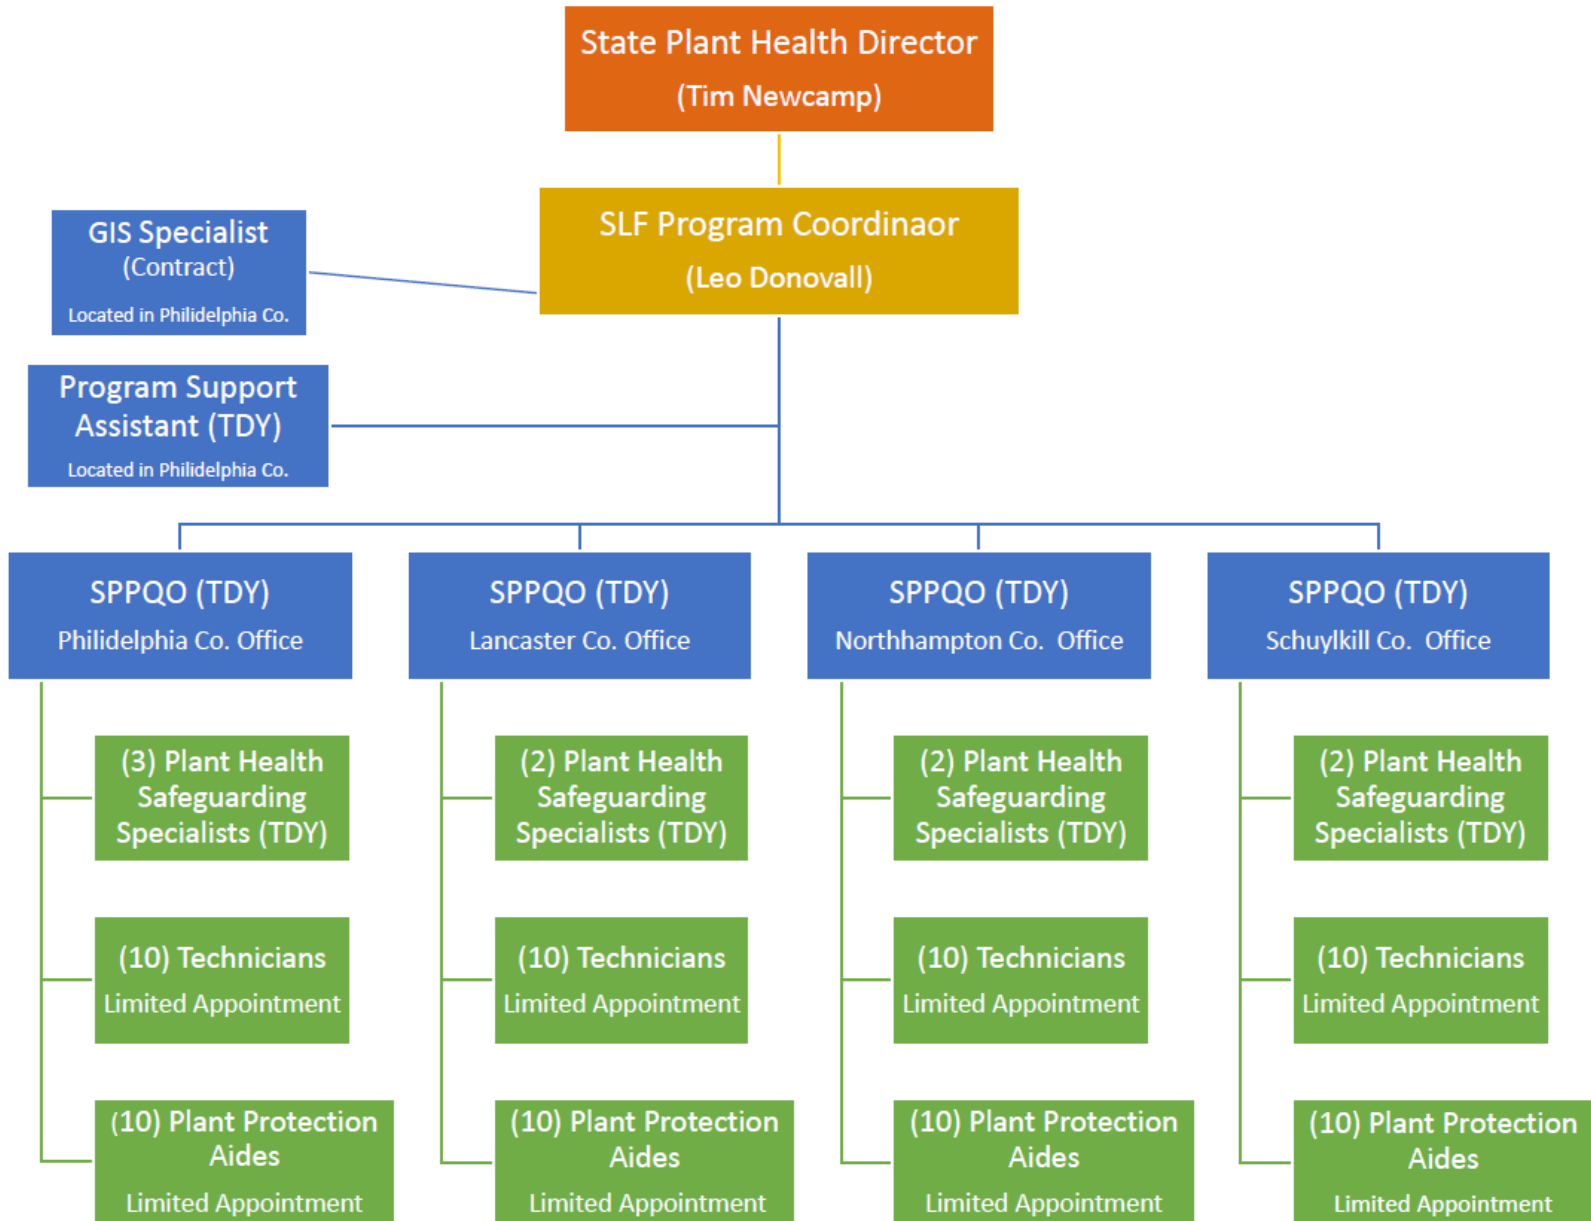 State Plant Health Director
(Tim Newcamp)
SLF Program Coordinaor
(Leo Donovall)
GIS Specialist
(Contract)
Located in Philidelphia Co.
Program Support
Assistant (TDY)
Located in Philidelphia Co.
SPPQO (TDY)
Philidelphia Co. Office
SPPQO (TDY)
Lancaster Co. Office
SPPQO (TDY)
Northhampton Co. Office
SPPQO (TDY)
Schuylkill Co. Office
(3) Plant Health
Safeguarding
Specialists (TDY)
(2) Plant Health
Safeguarding
Specialists (TDY)
(2) Plant Health
Safeguarding
Specialists (TDY)
(2) Plant Health
Safeguarding
Specialists (TDY)
(10) Technicians
Limited Appointment
(10) Technicians
Limited Appointment
(10) Technicians
Limited Appointment
(10) Technicians
Limited Appointment
(10) Plant Protection
Aides
Limited Appointment
(10) Plant Protection
Aides
Limited Appointment
(10) Plant Protection
Aides
Limited Appointment
(10) Plant Protection
Aides
Limited Appointment